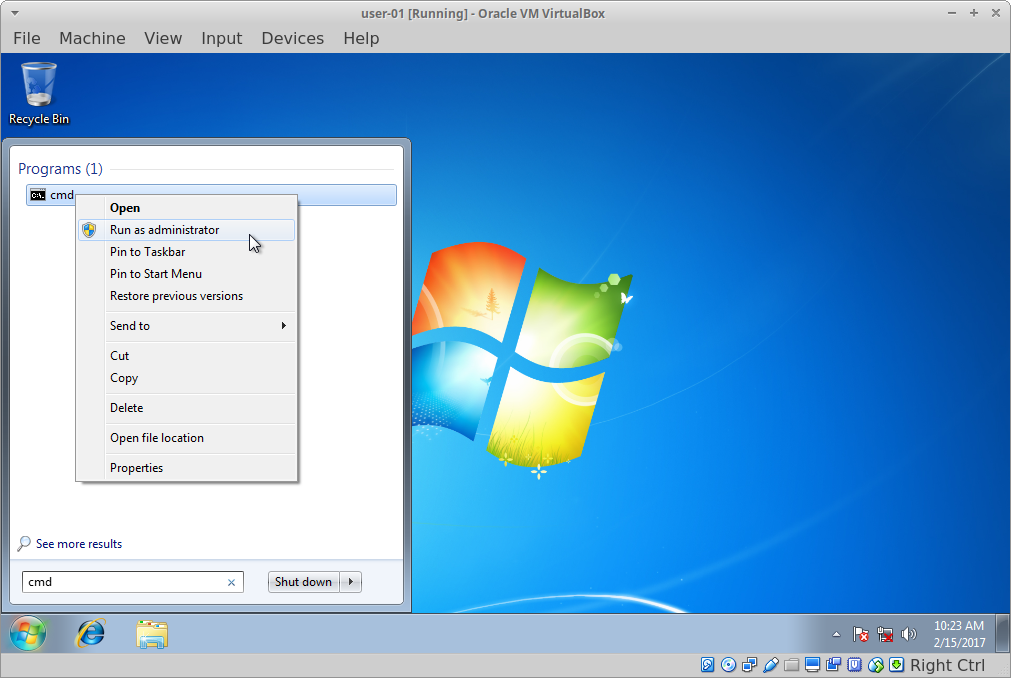 user-01 [Running] - Oracle VM VirtualBox
File Machine View Input Devices Help
Recycle Bin
Programs (1)
cmd
Open
Run as administrator
Pin to Taskbar
Pin to Start Menu
Restore previous versions
Send to
Cut
Copy
Delete
Open file location
Properties
See more results
cmd
Shut down
10:23 AM
2/15/2017
Right Ctrl